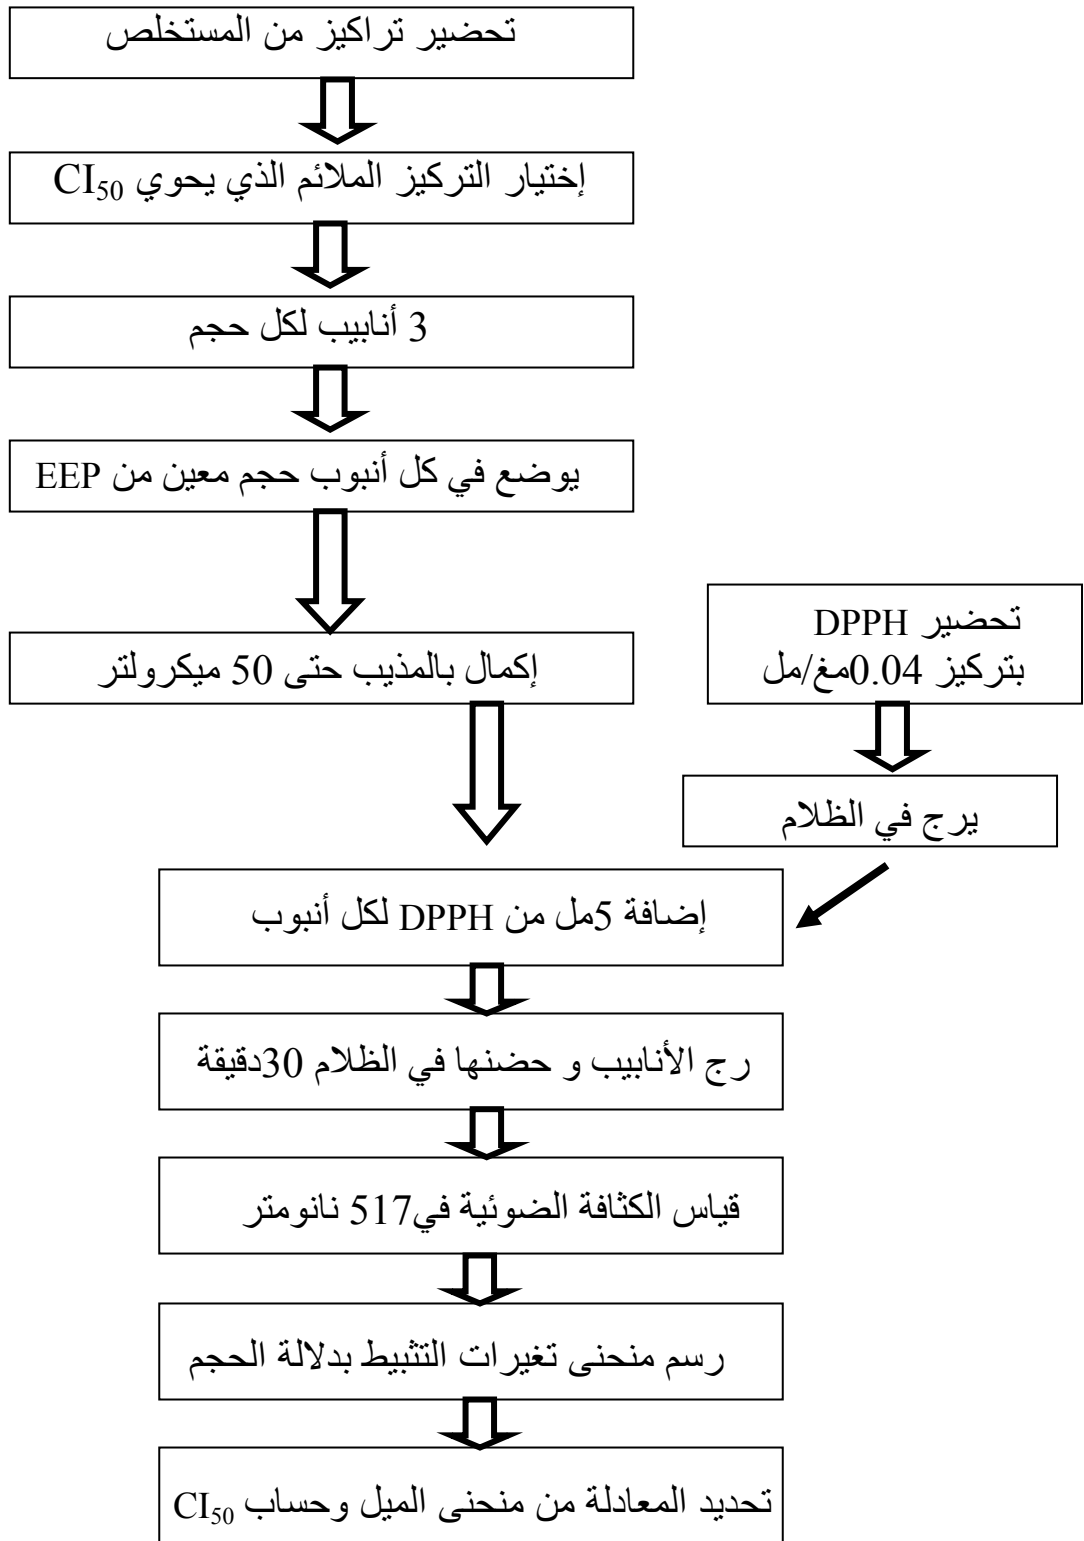 تحضير تراكيز من المستخلص
إختيار التركيز الملائم الذي يحوي CI₅₀
3 أنابيب لكل حجم
يوضع في كل أنبوب حجم معين من EEP
إكمال بالمذيب حتى 50 ميكرولتر
تحضير DPPH
بتركيز 0.04مغ/مل
يرج في الظلام
إضافة 5مل من DPPH لكل أنبوب
رج الأنابيب و حضنها في الظلام 30دقيقة
قياس الكثافة الضوئية في517 نانومتر
رسم منحنى تغيرات التثبيط بدلالة الحجم
تحديد المعادلة من منحنى الميل وحساب CI₅₀